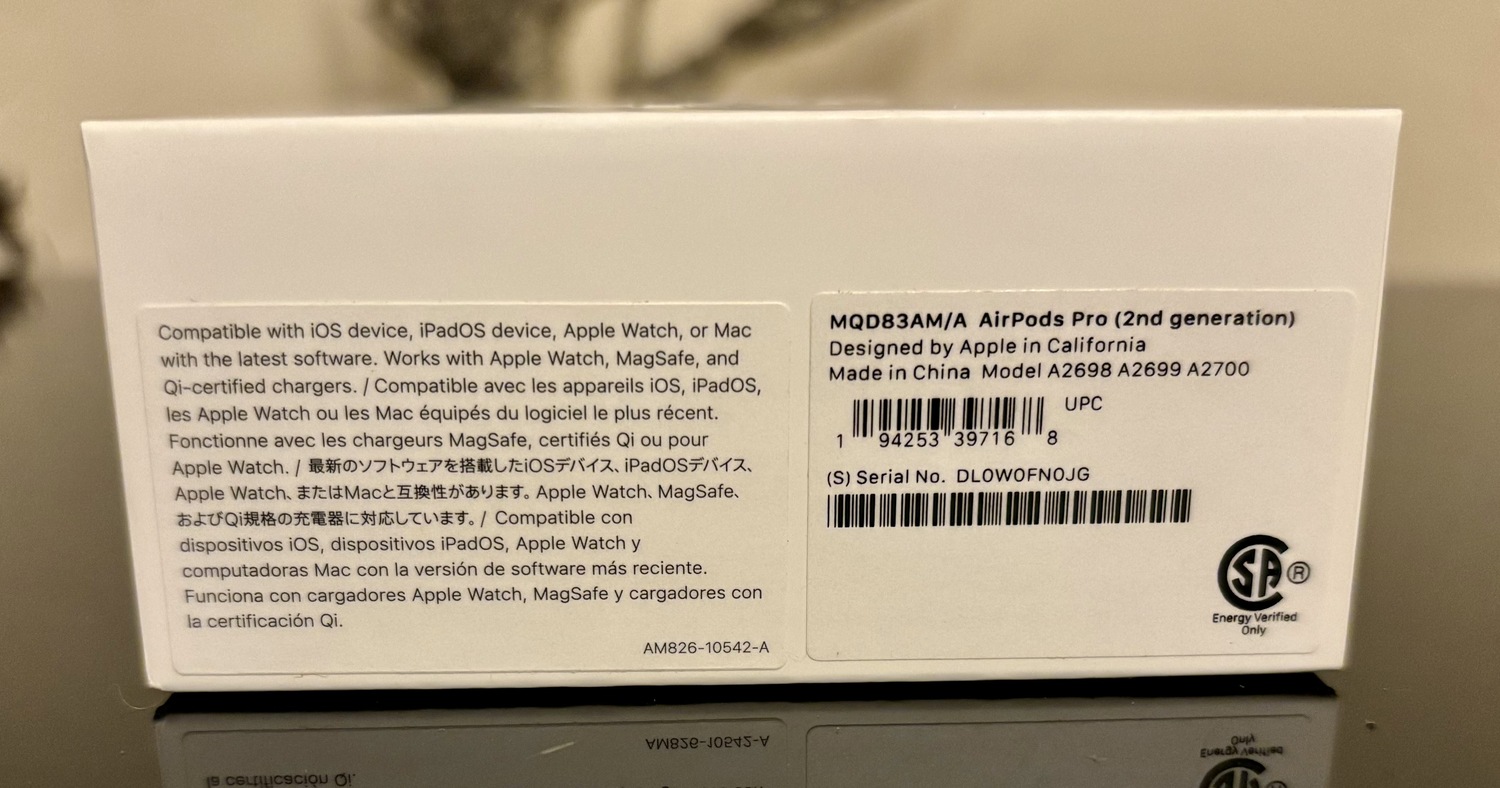 Compatible with iOS device, iPadOS device, Apple Watch, or Mac
with the latest software. Works with Apple Watch, MagSafe, and
Qi-certified chargers. / Compatible avec les appareils iOS, iPadOS,
les Apple Watch ou les Mac équipés du logiciel le plus récent.
Fonctionne avec les chargeurs MagSafe, certifiés Qi ou pour
Apple Watch. / 最新のソフトウェアを搭載したiOSデバイス、iPadOSデバイス、
Apple Watch、またはMacと互換性があります。Apple Watch、MagSafe、
およびQi規格の充電器に対応しています。/ Compatible con
dispositivos iOS, dispositivos iPadOS, Apple Watch y
computadoras Mac con la versión de software más reciente.
Funciona con cargadores Apple Watch, MagSafe y cargadores con
la certificación Qi.
AM826-10542-A
MQD83AM/A AirPods Pro (2nd generation)
Designed by Apple in California
Made in China Model A2698 A2699 A2700
UPC
1 94253 39716 8
(S) Serial No. DL0W0FN0JG
SA ®
Energy Verified
Only